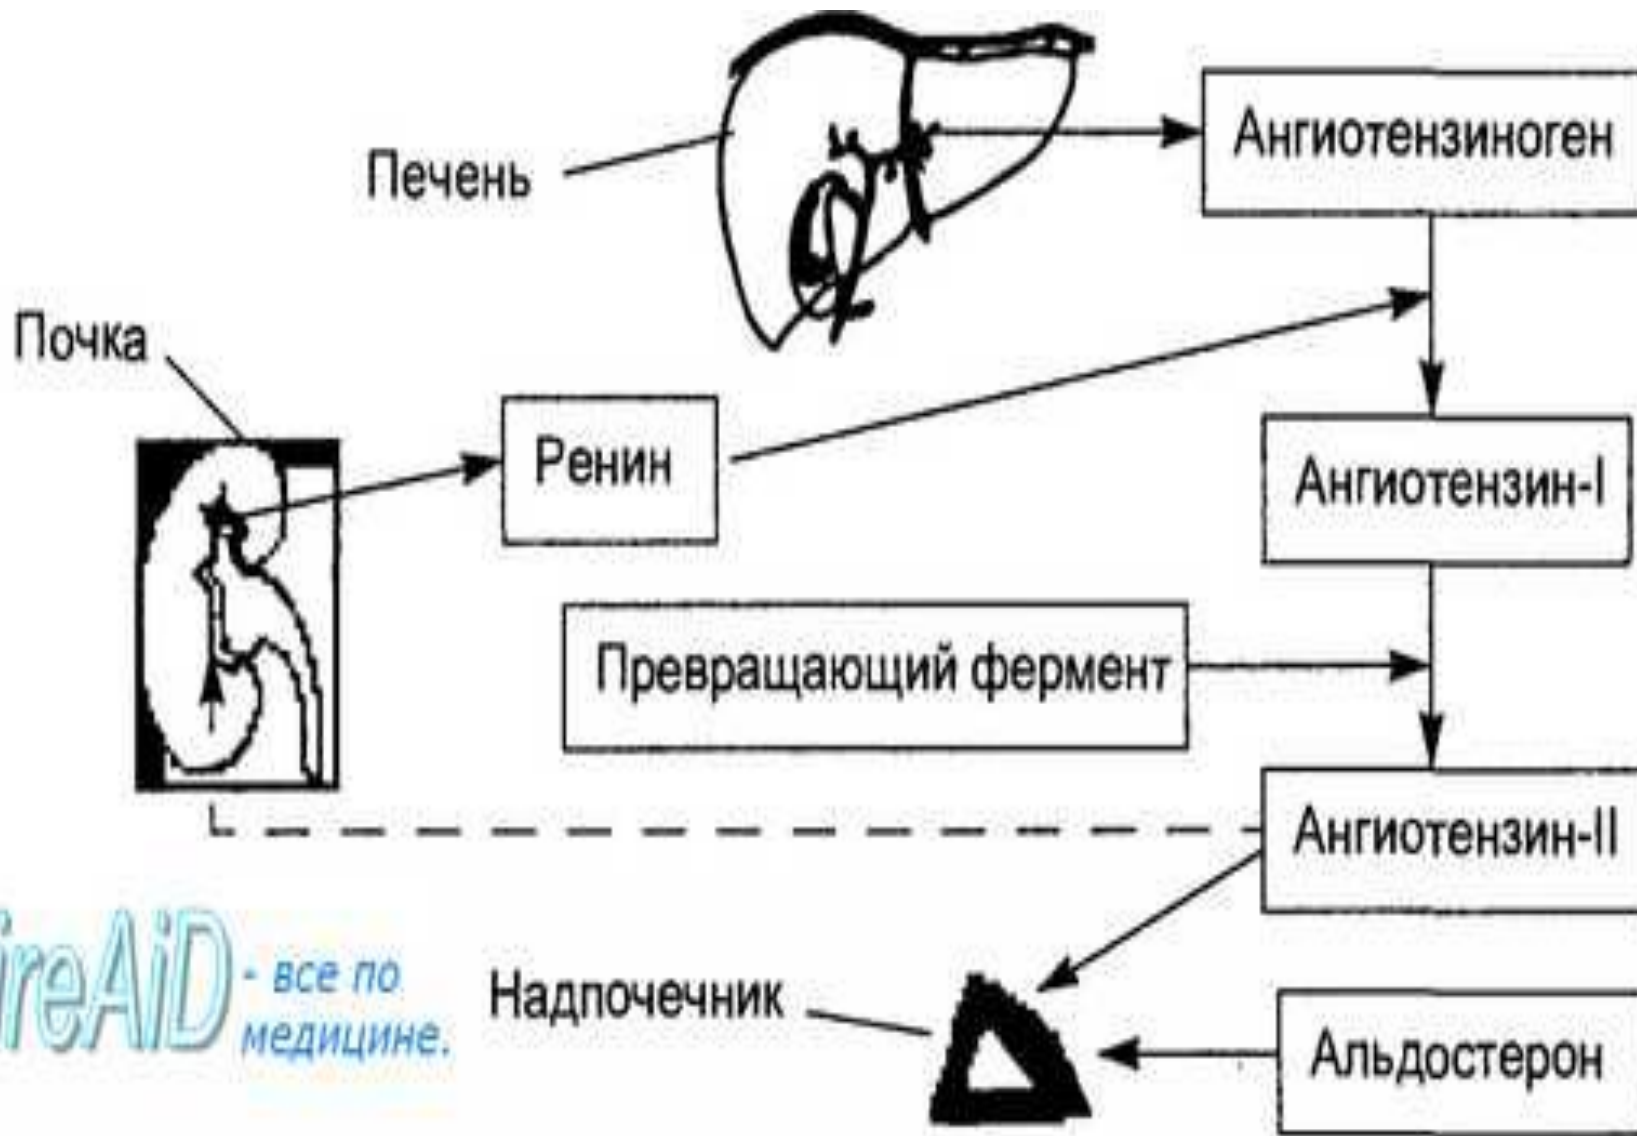 Печень
Ангиотензиноген
Почка
Ренин
Ангиотензин-I
Превращающий фермент
Ангиотензин-II
Надпочечник
Альдостерон
ireAiD - все по
медицине.